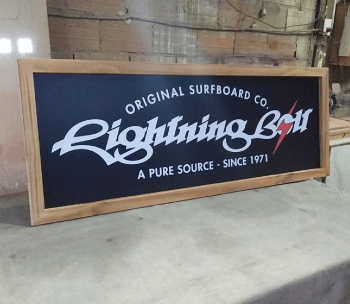 ORIGINAL SURFBOARD CO.
Lightning Bolt
A PURE SOURCE - SINCE 1971